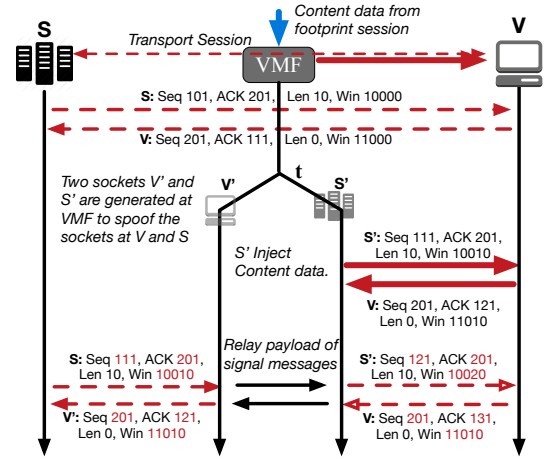 Content data from
footprint session
S
V
Transport Session
VMF
S: Seq 101, ACK 201, Len 10, Win 10000
V: Seq 201, ACK 111, Len 0, Win 11000
t
Two sockets V' and
S' are generated at
VMF to spoof the
sockets at V and S
V'
S'
S' Inject
Content data.
S': Seq 111, ACK 201,
Len 10, Win 10010
V: Seq 201, ACK 121,
Len 0, Win 11010
Relay payload of
signal messages
S: Seq 111, ACK 201,
Len 10, Win 10010
S': Seq 121, ACK 201,
Len 10, Win 10020
V': Seq 201, ACK 121,
Len 0, Win 11010
V: Seq 201, ACK 131,
Len 0, Win 11010